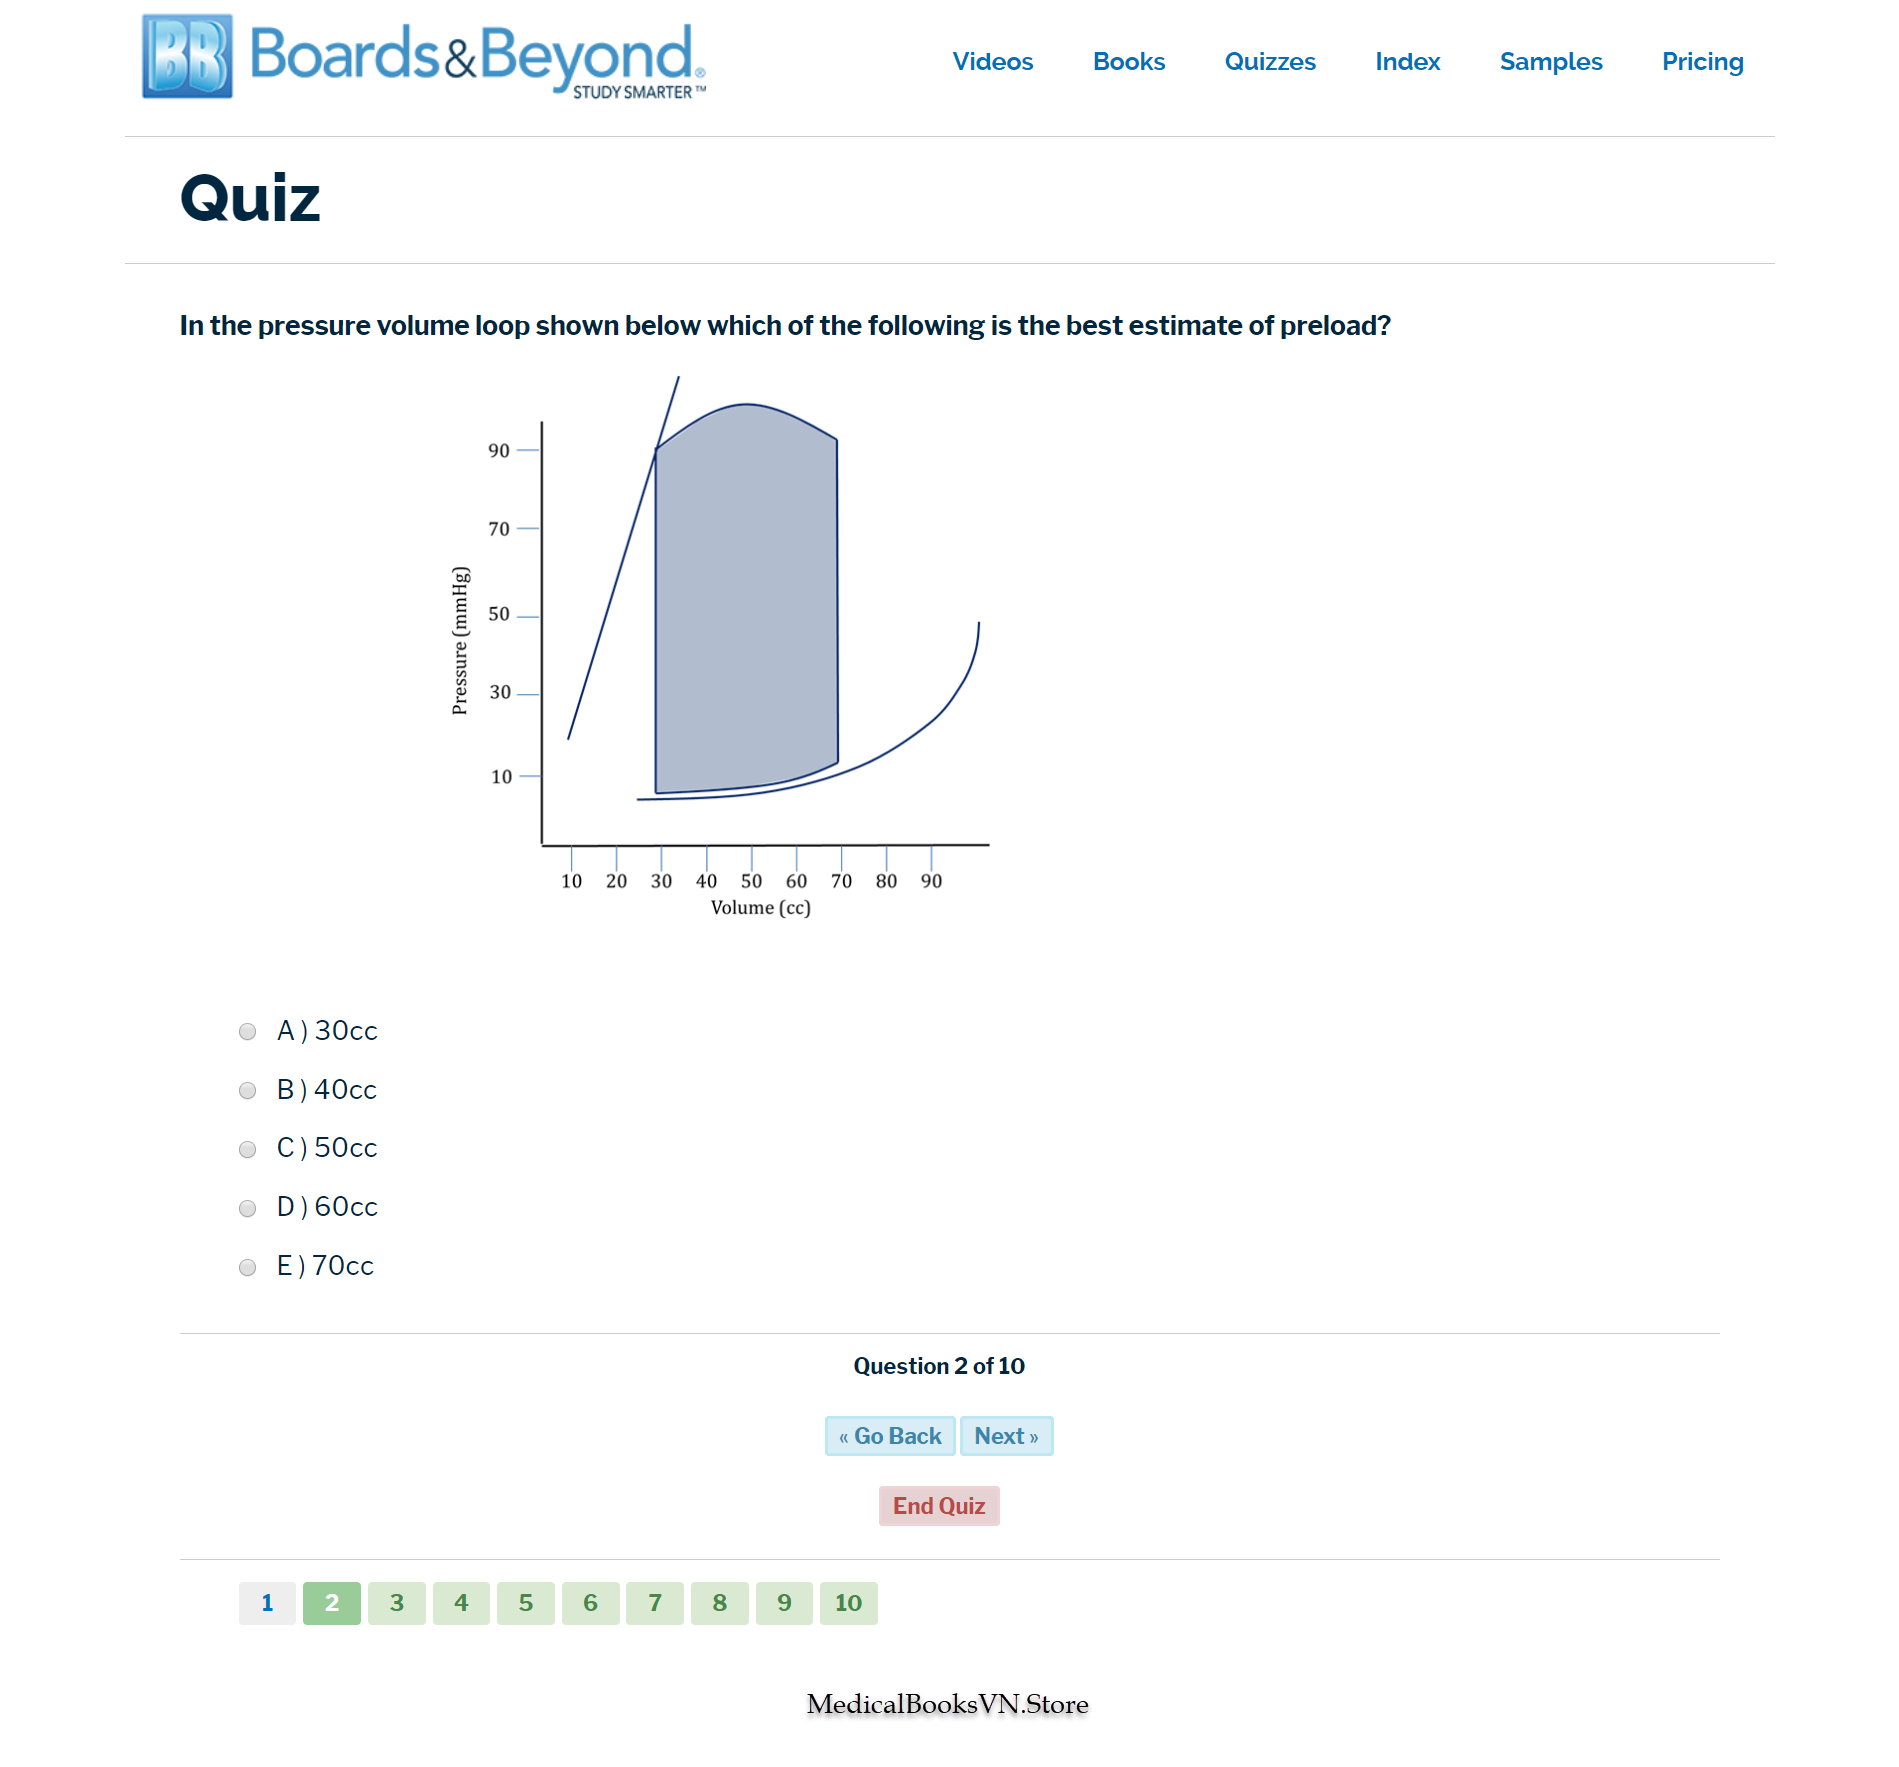 BB Boards&Beyond®
STUDY SMARTER™
Videos Books Quizzes Index Samples Pricing
Quiz
In the pressure volume loop shown below which of the following is the best estimate of preload?
90
70
50
30
10
Pressure (mmHg)
10 20 30 40 50 60 70 80 90
Volume (cc)
A ) 30cc
B ) 40cc
C ) 50cc
D ) 60cc
E ) 70cc
Question 2 of 10
« Go Back Next »
End Quiz
1 2 3 4 5 6 7 8 9 10
MedicalBooksVN.Store